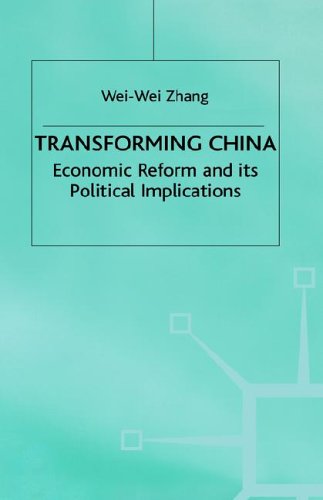 Wei-Wei Zhang
TRANSFORMING CHINA
Economic Reform and its
Political Implications